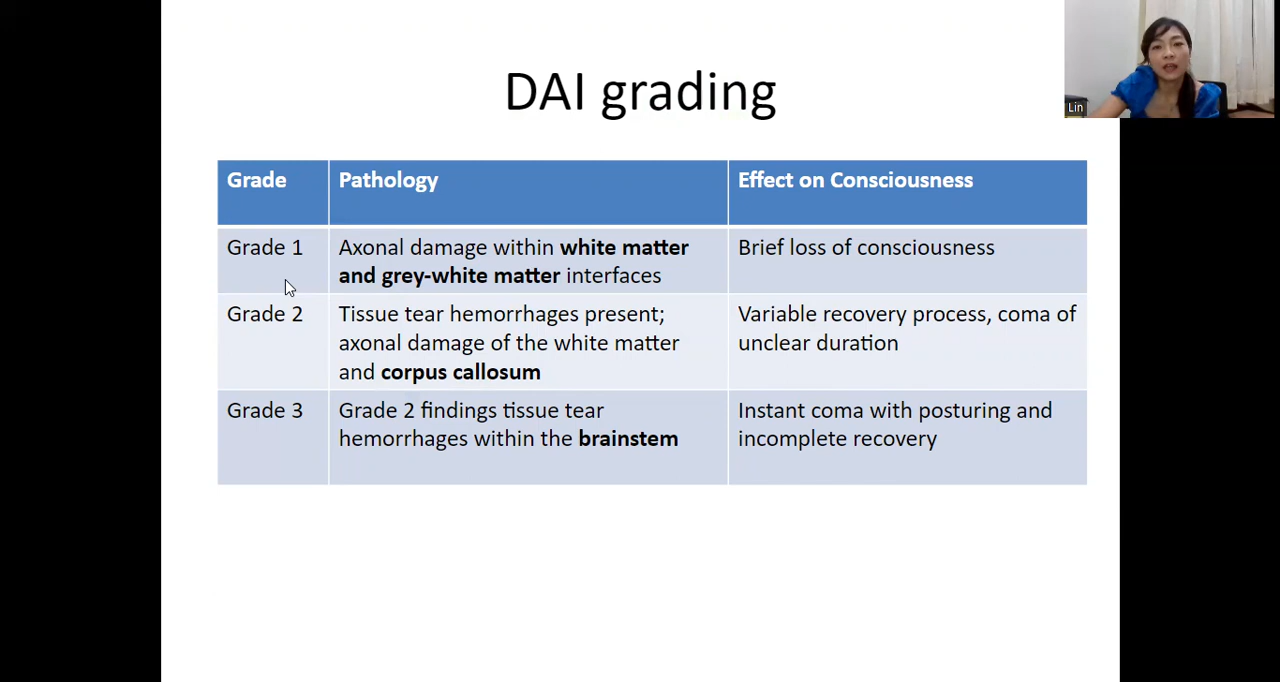 DAI grading
Lin
Grade
Pathology
Effect on Consciousness
Grade 1
Axonal damage within white matter
and grey-white matter interfaces
Brief loss of consciousness
Grade 2
Tissue tear hemorrhages present;
axonal damage of the white matter
and corpus callosum
Variable recovery process, coma of
unclear duration
Grade 3
Grade 2 findings tissue tear
hemorrhages within the brainstem
Instant coma with posturing and
incomplete recovery